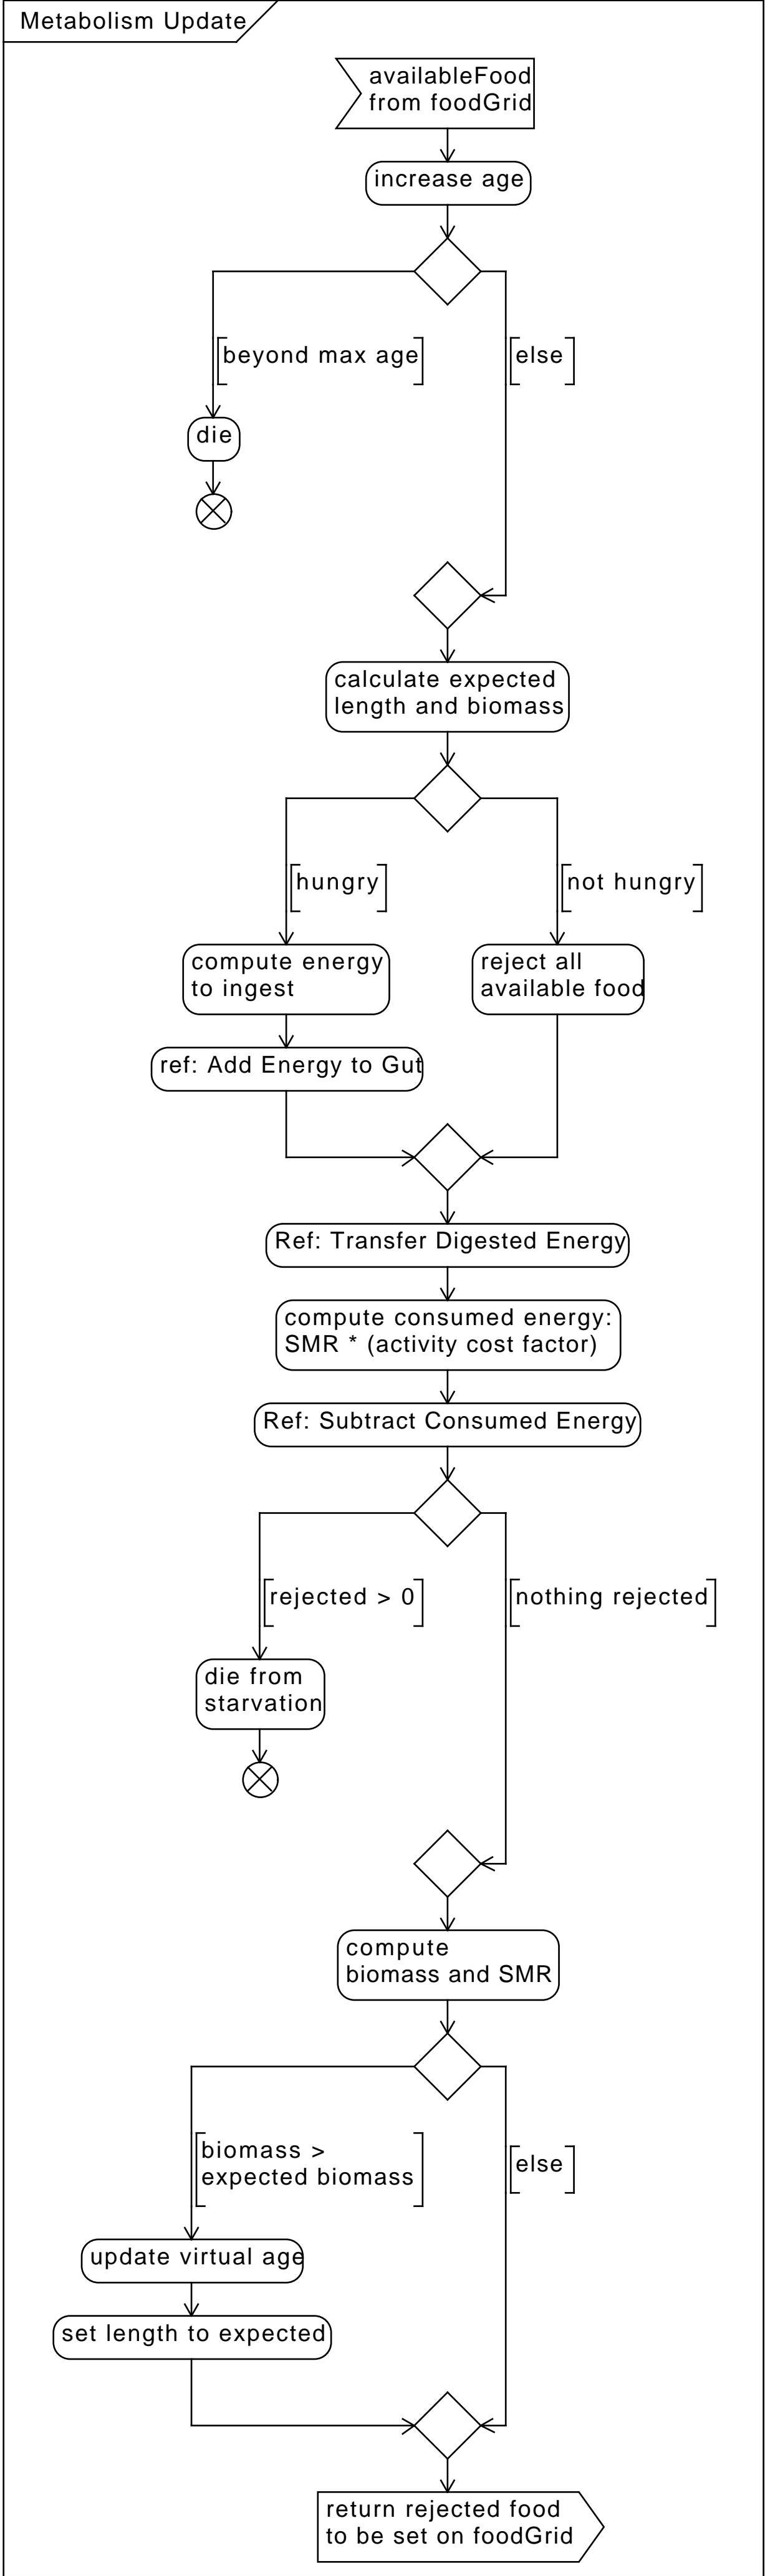 Metabolism Update
availableFood
from foodGrid
increase age
[beyond max age]
[else]
die
calculate expected
length and biomass
[hungry]
[not hungry]
compute energy
to ingest
reject all
available food
ref: Add Energy to Gut
Ref: Transfer Digested Energy
compute consumed energy:
SMR * (activity cost factor)
Ref: Subtract Consumed Energy
[rejected > 0]
[nothing rejected]
die from
starvation
compute
biomass and SMR
[biomass >
expected biomass]
[else]
update virtual age
set length to expected
return rejected food
to be set on foodGrid